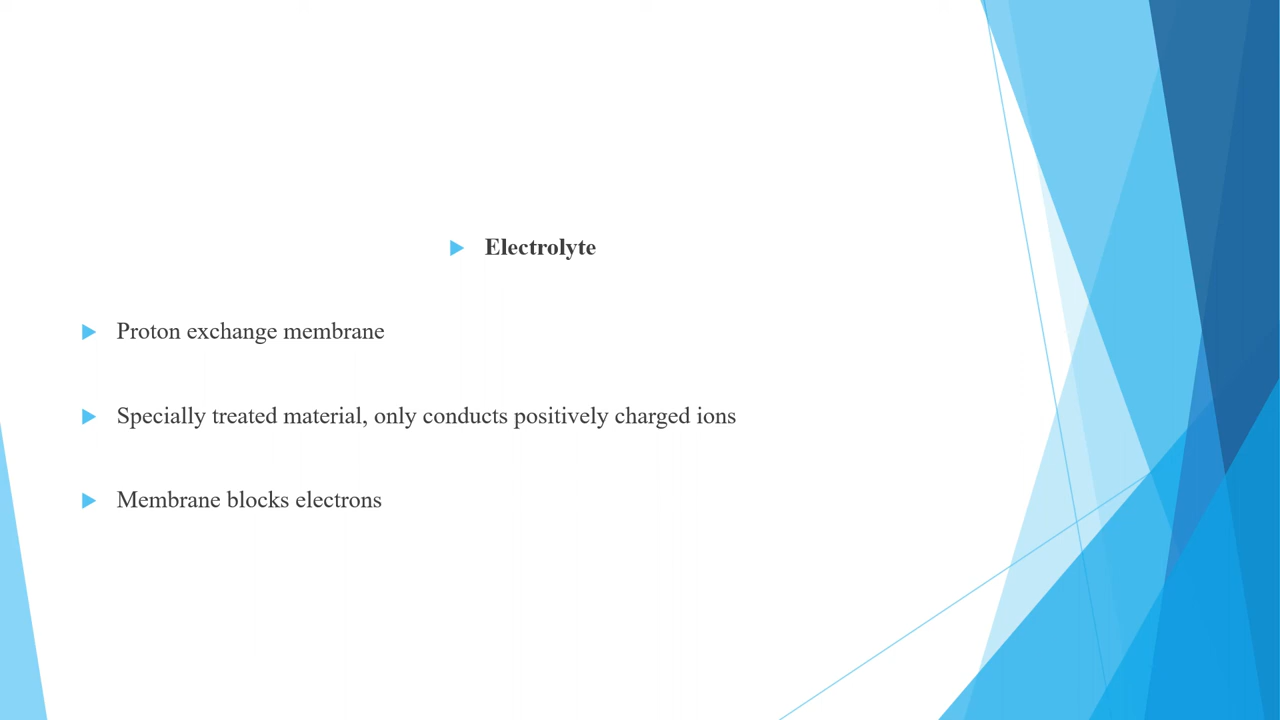 Electrolyte
Proton exchange membrane
Specially treated material, only conducts positively charged ions
Membrane blocks electrons